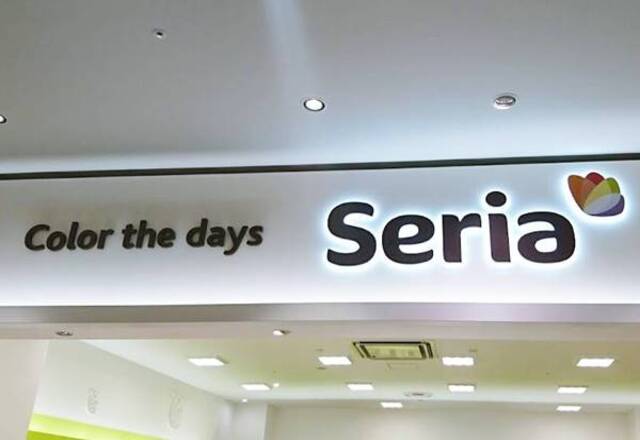 Color the days
Seria